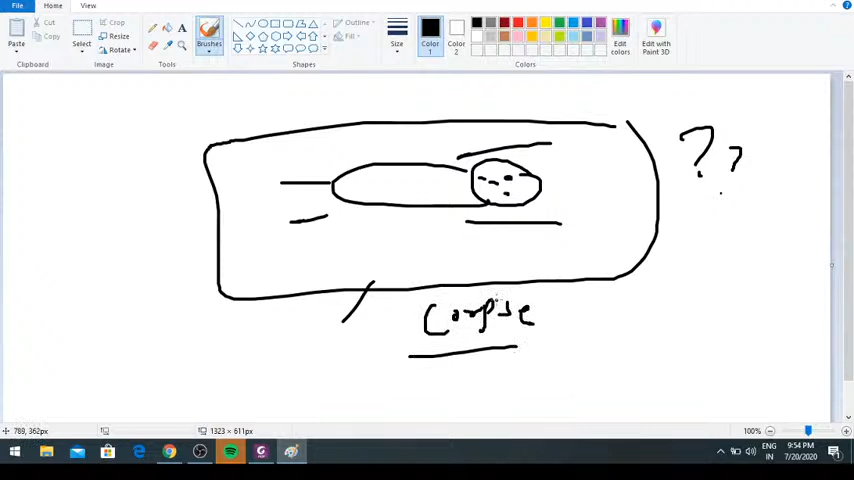 File Home View
Paste
Cut
Copy
Clipboard
Select
Crop
Resize
Rotate
Image
Tools
Brushes
Shapes
Outline
Fill
Size
Color 1
Color 2
Colors
Edit colors
Edit with Paint 3D
? ?
Corpse
789, 362px
1323 × 611px
100%
ENG
IN
9:54 PM
7/20/2020